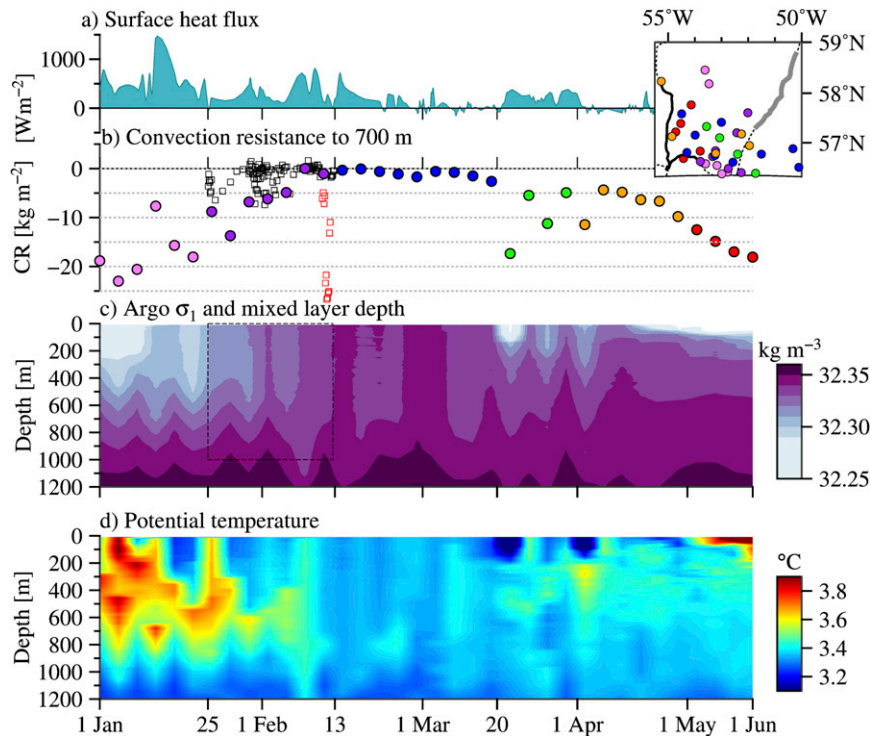 a) Surface heat flux
55°W 50°W
59°N
58°N
57°N
1000
0
[Wm−2]
b) Convection resistance to 700 m
0
−10
−20
CR [kg m−2]
c) Argo σ1 and mixed layer depth
0
200
400
600
800
1000
1200
Depth [m]
kg m−3
32.35
32.30
32.25
d) Potential temperature
0
200
400
600
800
1000
1200
Depth [m]
°C
3.8
3.6
3.4
3.2
1 Jan 25 1 Feb 13 1 Mar 20 1 Apr 1 May 1 Jun